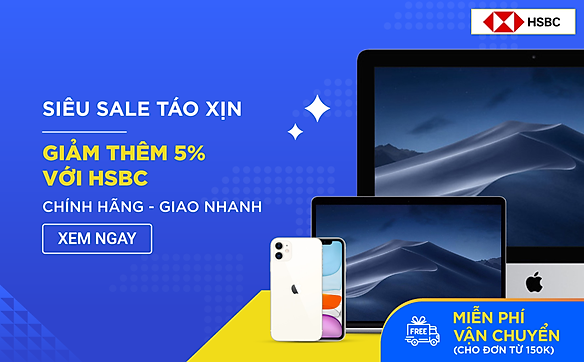 HSBC
SIÊU SALE TÁO XỊN
GIẢM THÊM 5%
VỚI HSBC
CHÍNH HÃNG - GIAO NHANH
XEM NGAY
FREE
MIỄN PHÍ
VẬN CHUYỂN
(CHO ĐƠN TỪ 150K)